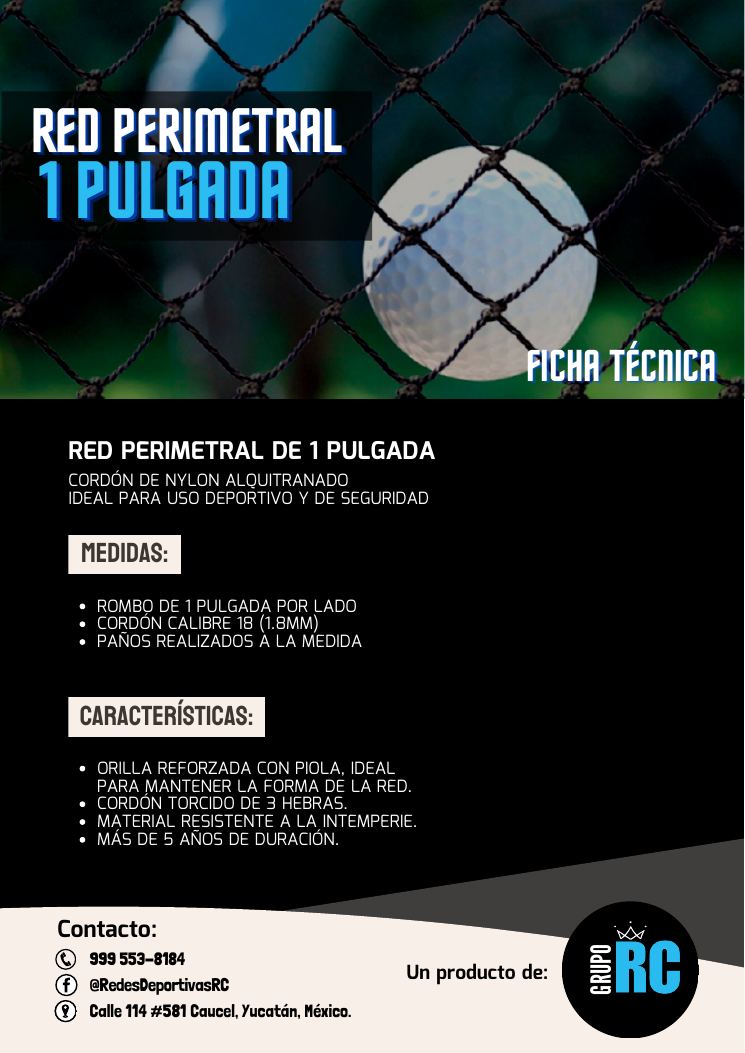 RED PERIMETRAL
1 PULGADA
FICHA TÉCNICA
RED PERIMETRAL DE 1 PULGADA
CORDÓN DE NYLON ALQUITRANADO
IDEAL PARA USO DEPORTIVO Y DE SEGURIDAD
MEDIDAS:
• ROMBO DE 1 PULGADA POR LADO
• CORDÓN CALIBRE 18 (1.8MM)
• PAÑOS REALIZADOS A LA MEDIDA
CARACTERÍSTICAS:
• ORILLA REFORZADA CON PIOLA, IDEAL
PARA MANTENER LA FORMA DE LA RED.
• CORDÓN TORCIDO DE 3 HEBRAS.
• MATERIAL RESISTENTE A LA INTEMPERIE.
• MÁS DE 5 AÑOS DE DURACIÓN.
Contacto:
999 553-8184
@RedesDeportivasRC
Calle 114 #581 Caucel, Yucatán, México.
Un producto de:
GRUPO
RC